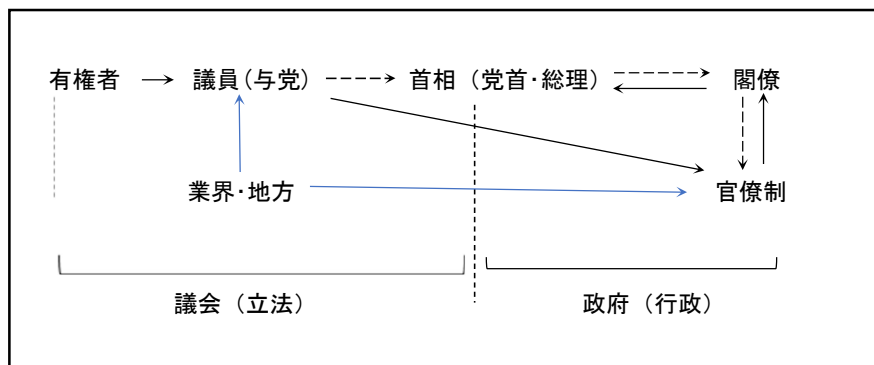 有権者 議員(与党) 首相（党首・総理） 閣僚
業界・地方 官僚制
議会（立法） 政府（行政）